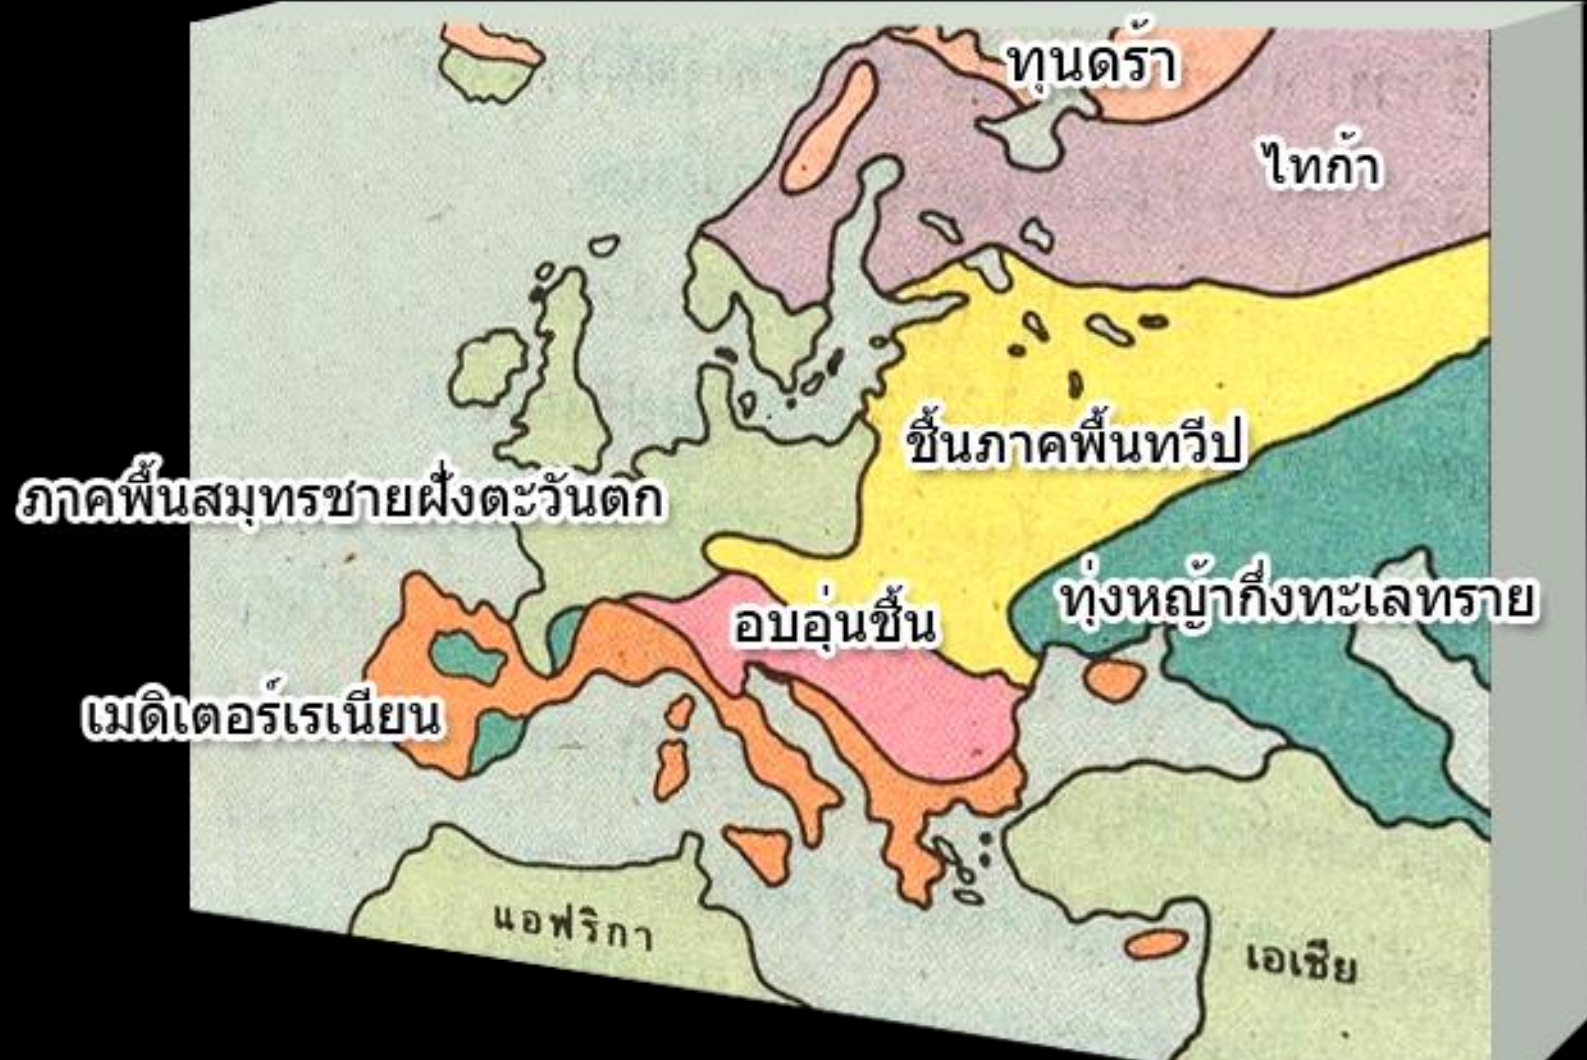 ทุนดร้า
ไทก้า
ชื้นภาคพื้นทวีป
ภาคพื้นสมุทรชายฝั่งตะวันตก
อบอุ่นชื้น
ทุ่งหญ้ากึ่งทะเลทราย
เมดิเตอร์เรเนียน
แอฟริกา
เอเชีย